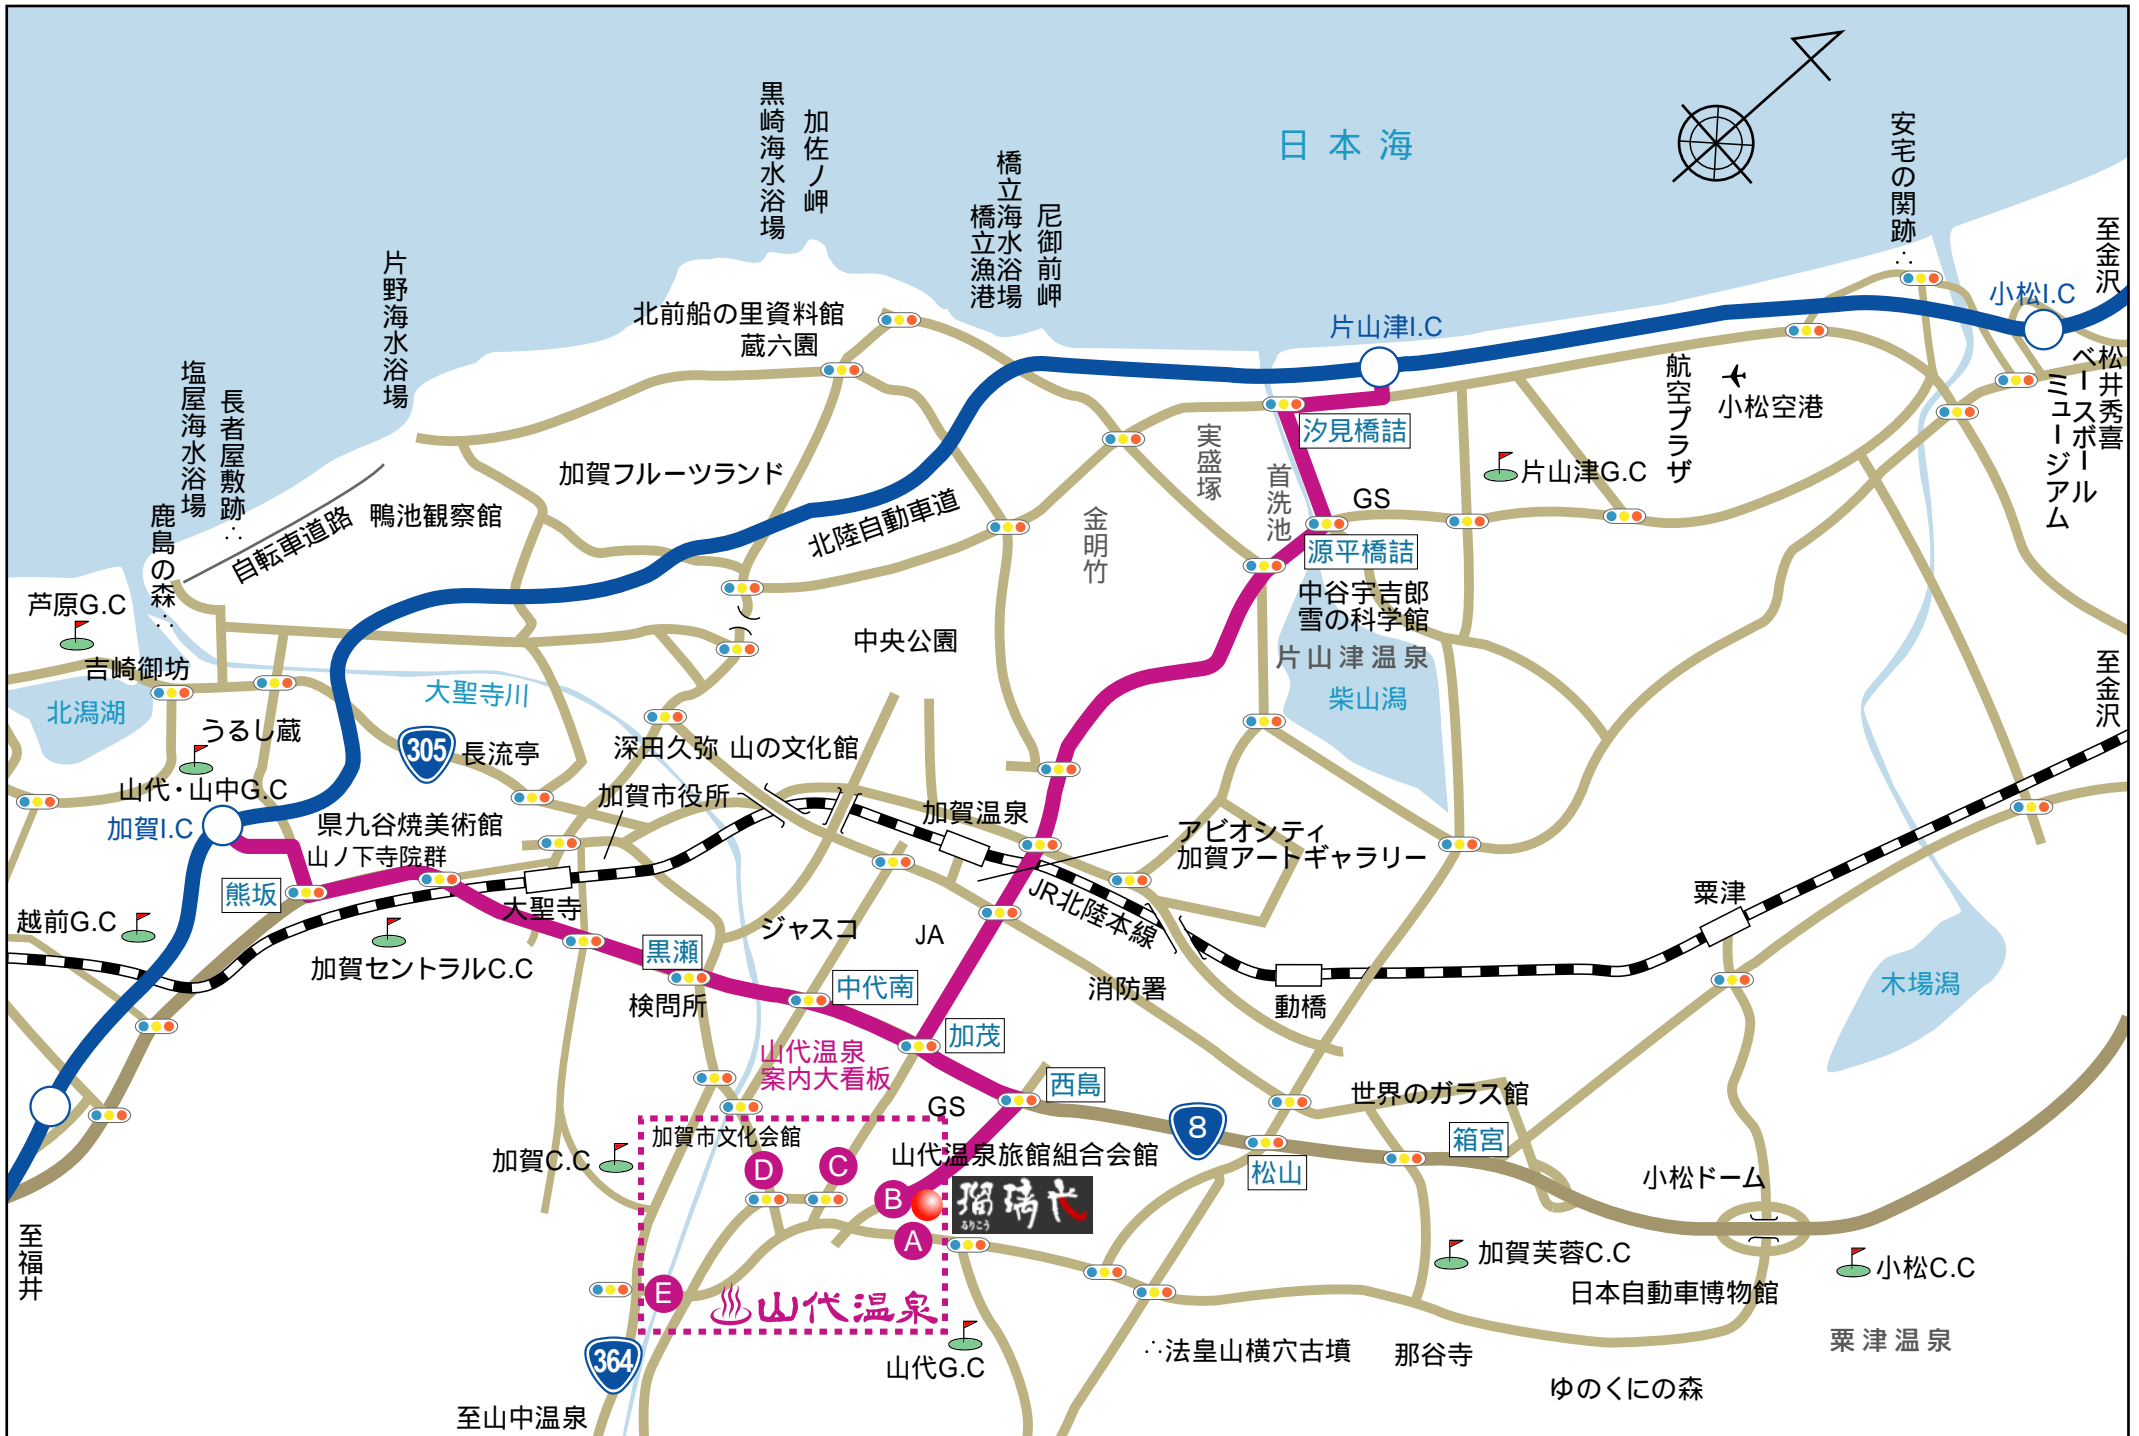 日本海
黒崎海水浴場
加佐ノ岬
橋立海水浴場
橋立漁港
尼御前岬
安宅の関跡∴
至金沢
小松I.C
片山津I.C
片野海水浴場
北前船の里資料館
蔵六園
塩屋海水浴場
長者屋敷跡∴
鹿島の森∴
自転車道路
鴨池観察館
加賀フルーツランド
北陸自動車道
汐見橋詰
実盛塚
首洗池
金明竹
GS
源平橋詰
片山津G.C
航空プラザ
小松空港
松井秀喜
ベースボール
ミュージアム
中谷宇吉郎
雪の科学館
片山津温泉
柴山潟
芦原G.C
吉崎御坊
北潟湖
うるし蔵
大聖寺川
305
長流亭
中央公園
深田久弥 山の文化館
加賀市役所
山代・山中G.C
加賀I.C
県九谷焼美術館
山ノ下寺院群
熊坂
越前G.C
加賀セントラルC.C
大聖寺
加賀温泉
アビオシティ
加賀アートギャラリー
JR北陸本線
至金沢
粟津
木場潟
動橋
消防署
ジャスコ
JA
黒瀬
検問所
中代南
加茂
山代温泉
案内大看板
西島
GS
8
世界のガラス館
箱宮
松山
小松ドーム
加賀市文化会館
D
C
B
A
E
山代温泉旅館組合会館
瑠璃光
るりこう
山代温泉
加賀C.C
364
至山中温泉
至福井
山代G.C
∴法皇山横穴古墳
那谷寺
加賀芙蓉C.C
日本自動車博物館
小松C.C
粟津温泉
ゆのくにの森